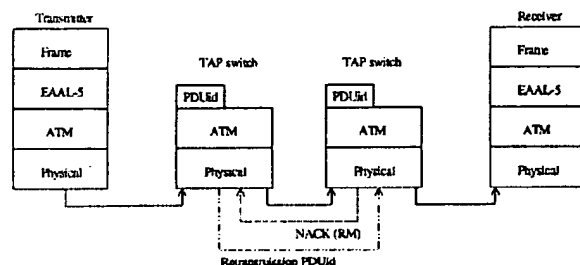 Transmitter
Frame
EAAL-5
ATM
Physical
TAP switch
PDUid
ATM
Physical
TAP switch
PDUid
ATM
Physical
Receiver
Frame
EAAL-5
ATM
Physical
NACK (RM)
Retransmission PDUid